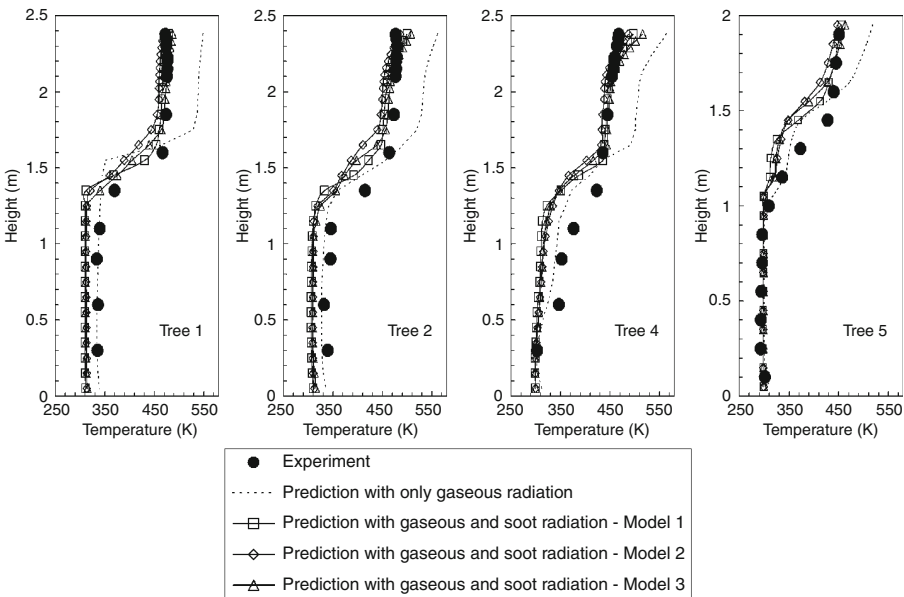 2.5
2
1.5
1
0.5
0
Height (m)
250 350 450 550
Temperature (K)
Tree 1
2.5
2
1.5
1
0.5
0
Height (m)
250 350 450 550
Temperature (K)
Tree 2
2.5
2
1.5
1
0.5
0
Height (m)
250 350 450 550
Temperature (K)
Tree 4
2
1.5
1
0.5
0
Height (m)
250 350 450 550
Temperature (K)
Tree 5
Experiment
Prediction with only gaseous radiation
Prediction with gaseous and soot radiation - Model 1
Prediction with gaseous and soot radiation - Model 2
Prediction with gaseous and soot radiation - Model 3